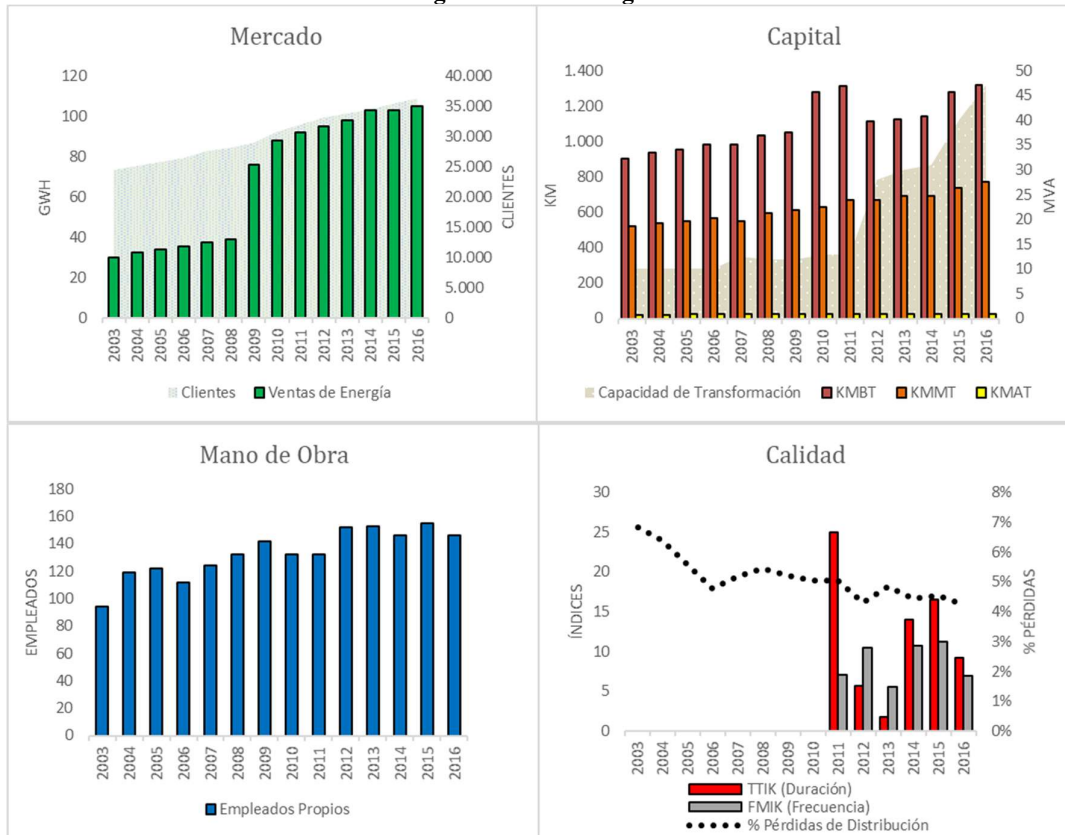 Mercado
120
100
80
60
40
20
0
GWH
40.000
35.000
30.000
25.000
20.000
15.000
10.000
5.000
0
CLIENTES
2003 2004 2005 2006 2007 2008 2009 2010 2011 2012 2013 2014 2015 2016
Clientes Ventas de Energía
Capital
1.400
1.200
1.000
800
600
400
200
0
KM
50
45
40
35
30
25
20
15
10
5
0
MVA
2003 2004 2005 2006 2007 2008 2009 2010 2011 2012 2013 2014 2015 2016
Capacidad de Transformación KMBT KMMT KMAT
Mano de Obra
180
160
140
120
100
80
60
40
20
0
EMPLEADOS
2003 2004 2005 2006 2007 2008 2009 2010 2011 2012 2013 2014 2015 2016
Empleados Propios
Calidad
30
25
20
15
10
5
0
ÍNDICES
8%
7%
6%
5%
4%
3%
2%
1%
0%
% PÉRDIDAS
2003 2004 2005 2006 2007 2008 2009 2010 2011 2012 2013 2014 2015 2016
TTIK (Duración)
FMIK (Frecuencia)
% Pérdidas de Distribución